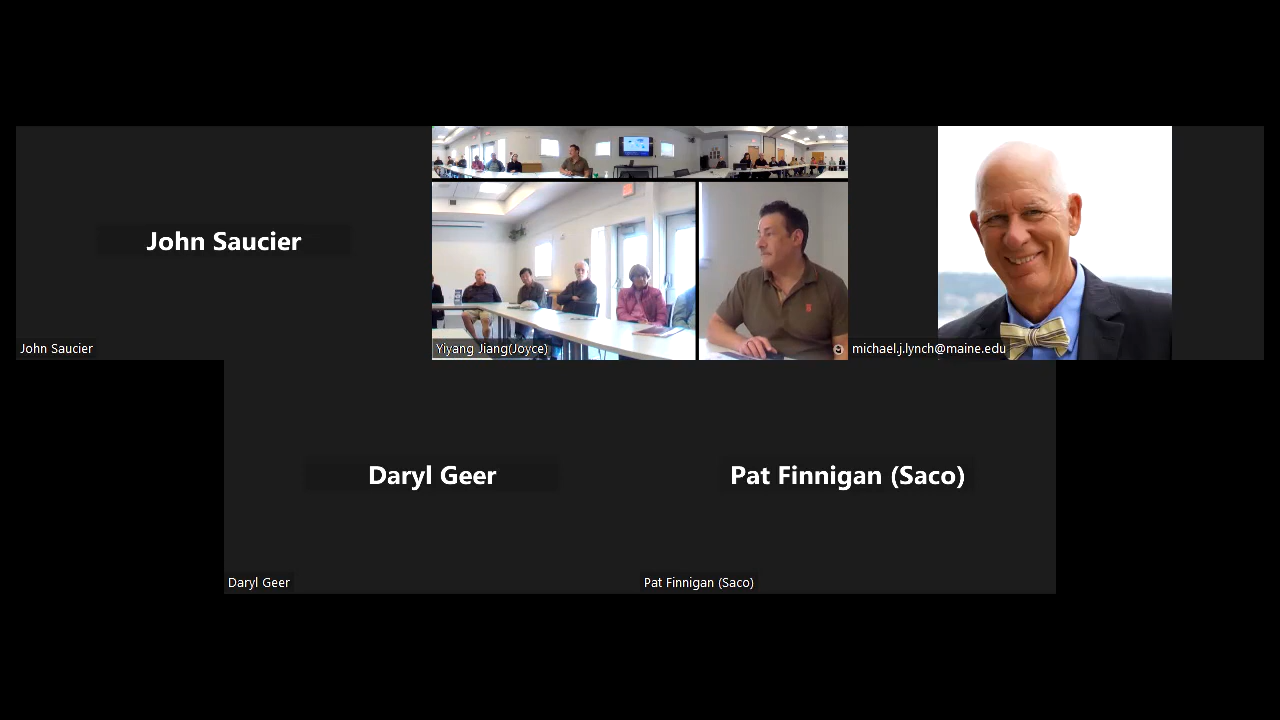 John Saucier
John Saucier
Yiyang Jiang(Joyce)
michael.j.lynch@maine.edu
Daryl Geer
Pat Finnigan (Saco)
Daryl Geer
Pat Finnigan (Saco)